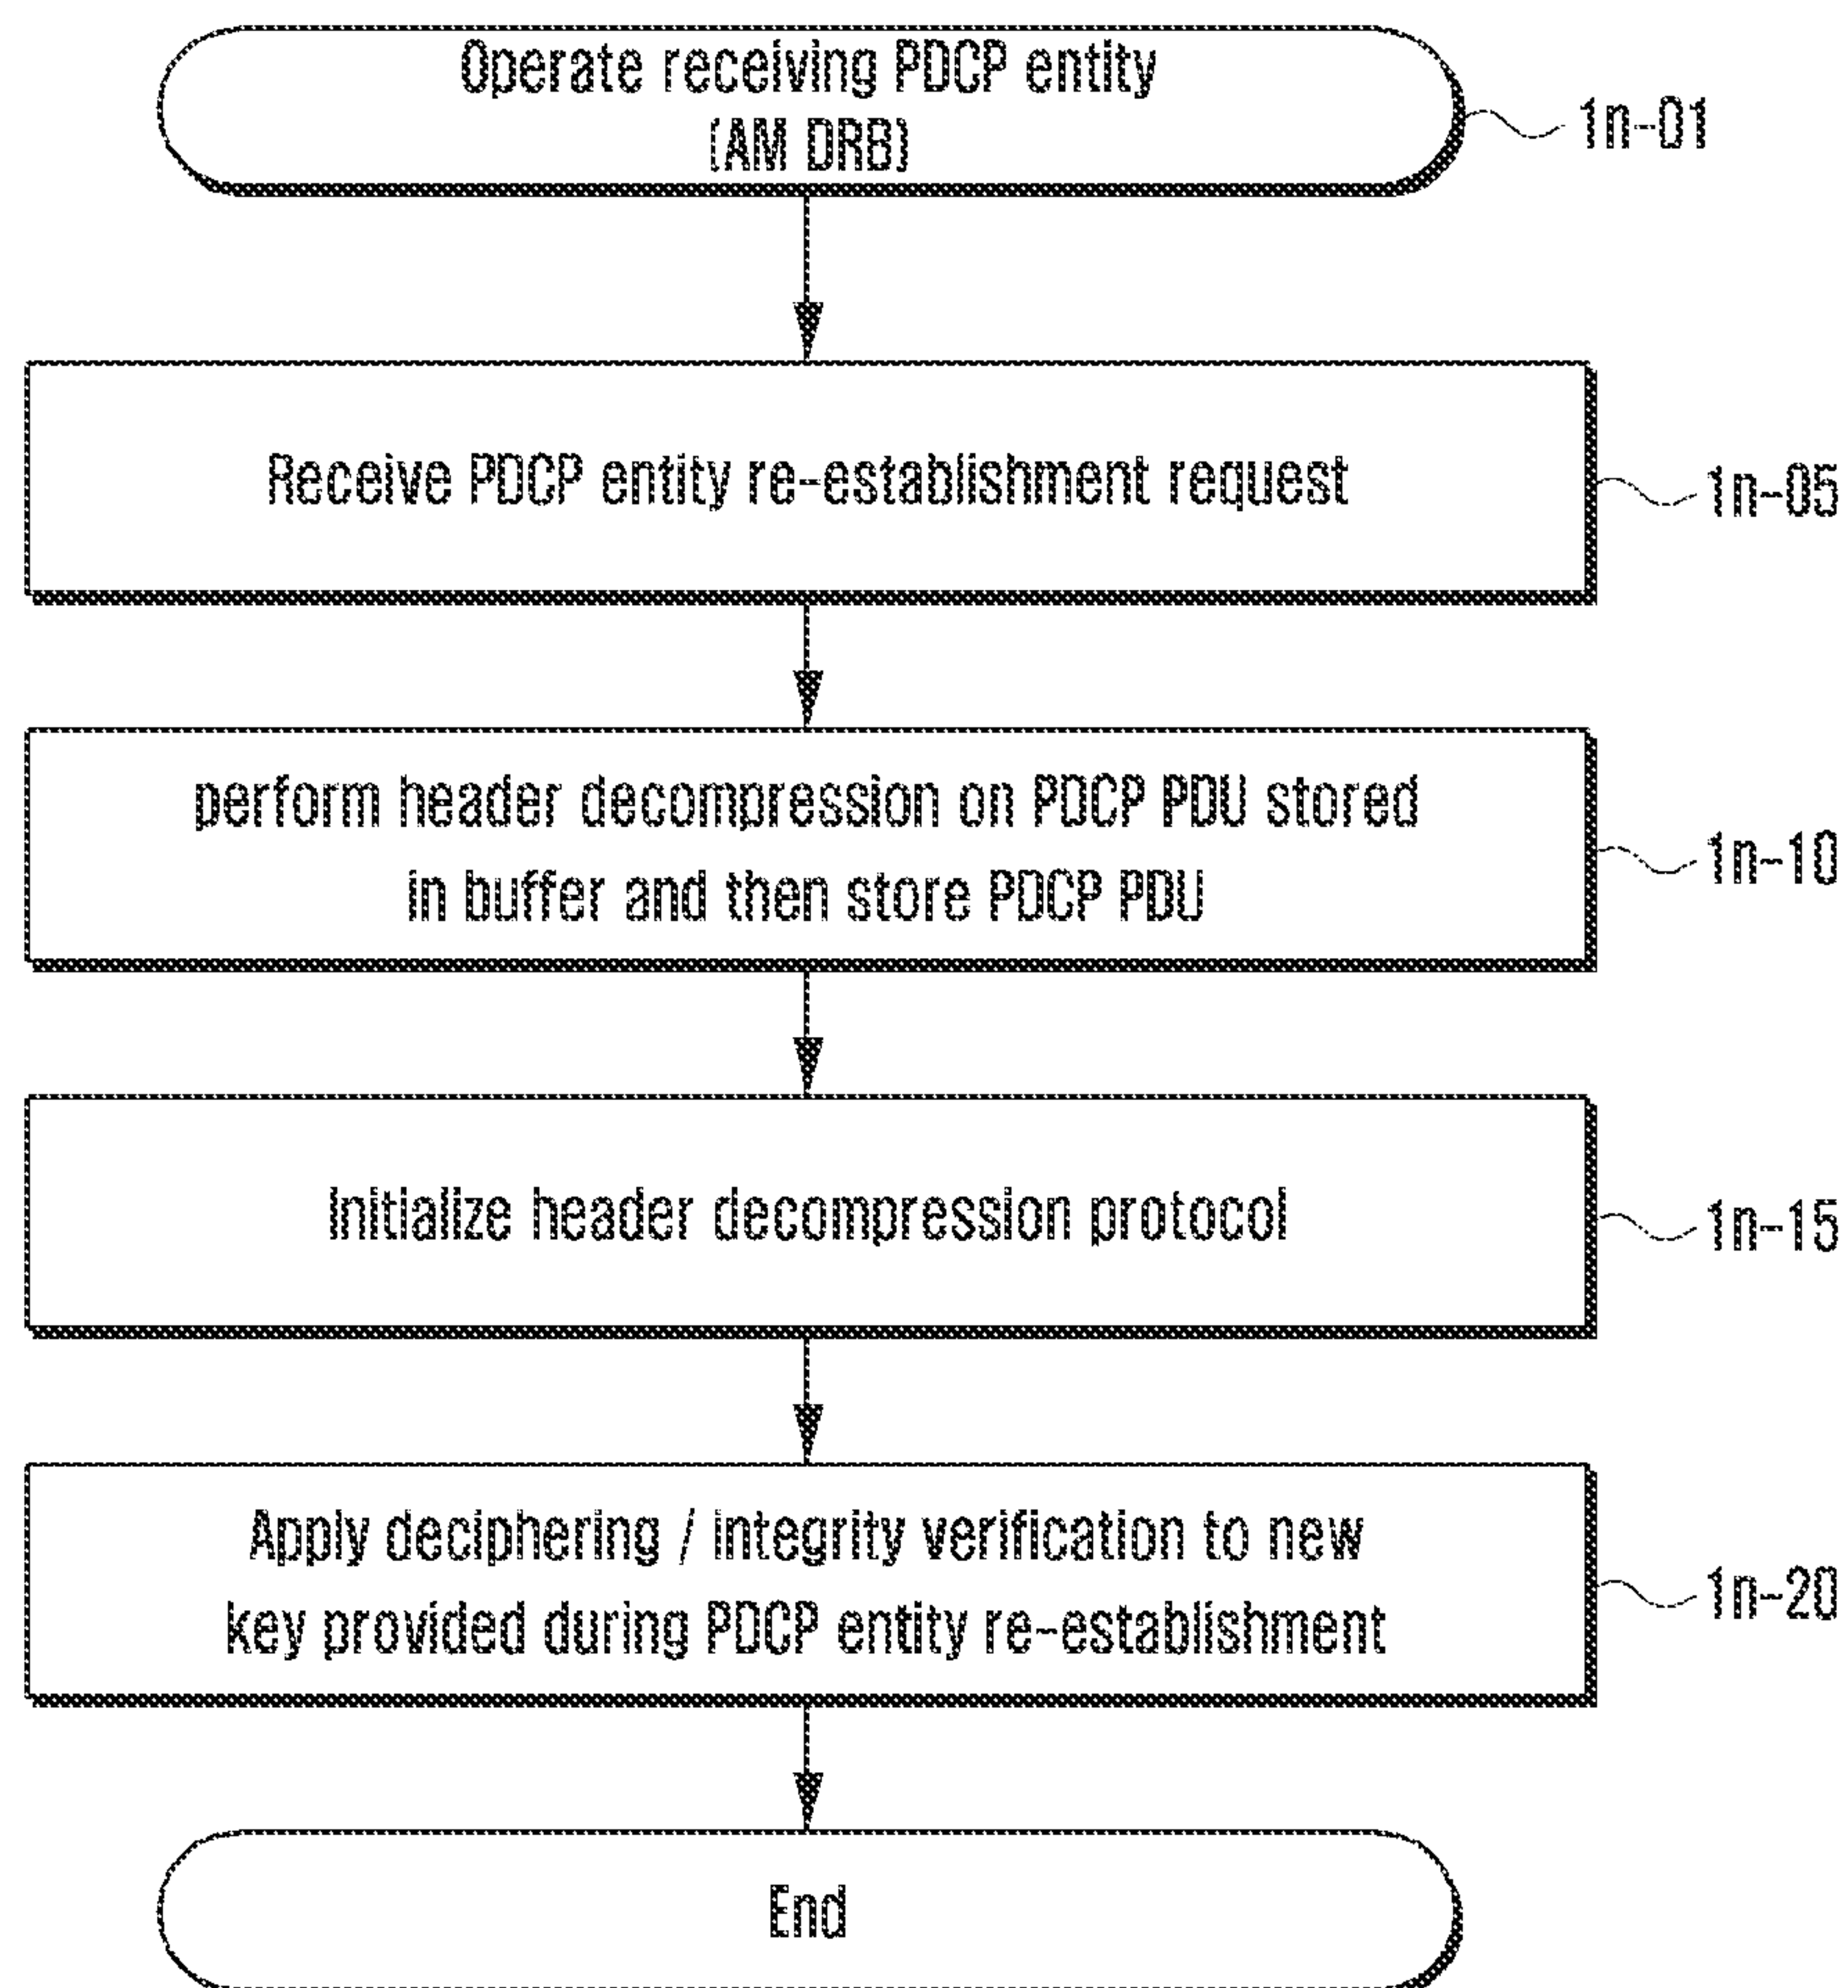 Operate receiving PDCP entity
(AM DRB)
1n-01
Receive PDCP entity re-establishment request
1n-05
perform header decompression on PDCP PDU stored
in buffer and then store PDCP PDU
1n-10
Initialize header decompression protocol
1n-15
Apply deciphering / integrity verification to new
key provided during PDCP entity re-establishment
1n-20
End